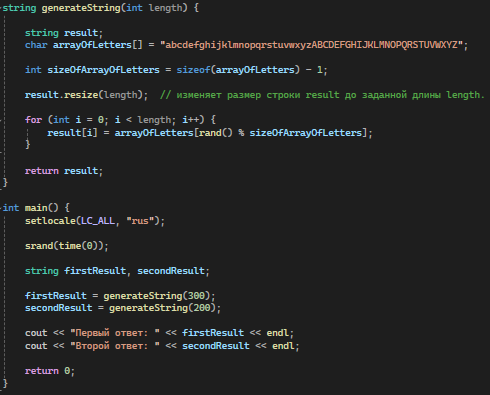 string generateString(int length) {
string result;
char arrayOfLetters[] = "abcdefghijklmnopqrstuvwxyzABCDEFGHIJKLMNOPQRSTUVWXYZ";
int sizeOfArrayOfLetters = sizeof(arrayOfLetters) - 1;
result.resize(length);  // изменяет размер строки result до заданной длины length.
for (int i = 0; i < length; i++) {
result[i] = arrayOfLetters[rand() % sizeOfArrayOfLetters];
}
return result;
}
int main() {
setlocale(LC_ALL, "rus");
srand(time(0));
string firstResult, secondResult;
firstResult = generateString(300);
secondResult = generateString(200);
cout << "Первый ответ: " << firstResult << endl;
cout << "Второй ответ: " << secondResult << endl;
return 0;
}